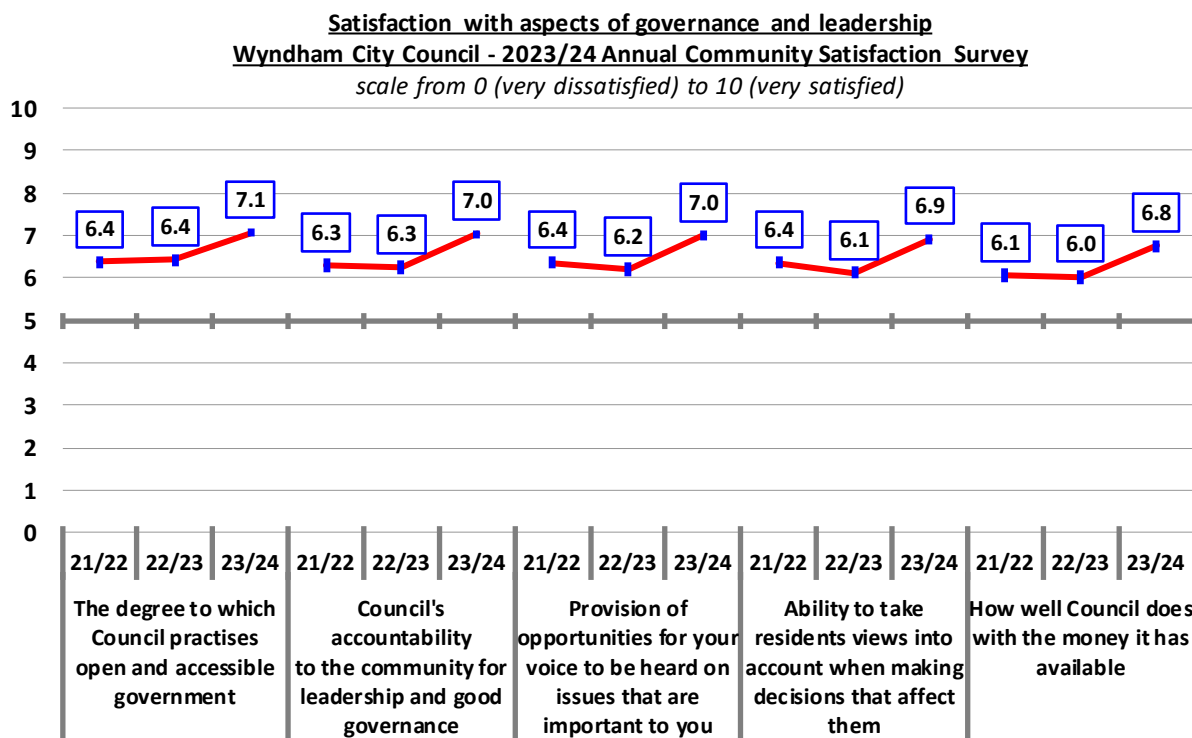 Satisfaction with aspects of governance and leadership
Wyndham City Council - 2023/24 Annual Community Satisfaction Survey
scale from 0 (very dissatisfied) to 10 (very satisfied)
10
9
8
7
6
5
4
3
2
1
0
6.4 6.4 7.1
6.3 6.3 7.0
6.4 6.2 7.0
6.4 6.1 6.9
6.1 6.0 6.8
21/22 22/23 23/24 21/22 22/23 23/24 21/22 22/23 23/24 21/22 22/23 23/24 21/22 22/23 23/24
The degree to which
Council practises
open and accessible
government
Council's
accountability
to the community for
leadership and good
governance
Provision of
opportunities for your
voice to be heard on
issues that are
important to you
Ability to take
residents views into
account when making
decisions that affect
them
How well Council does
with the money it has
available